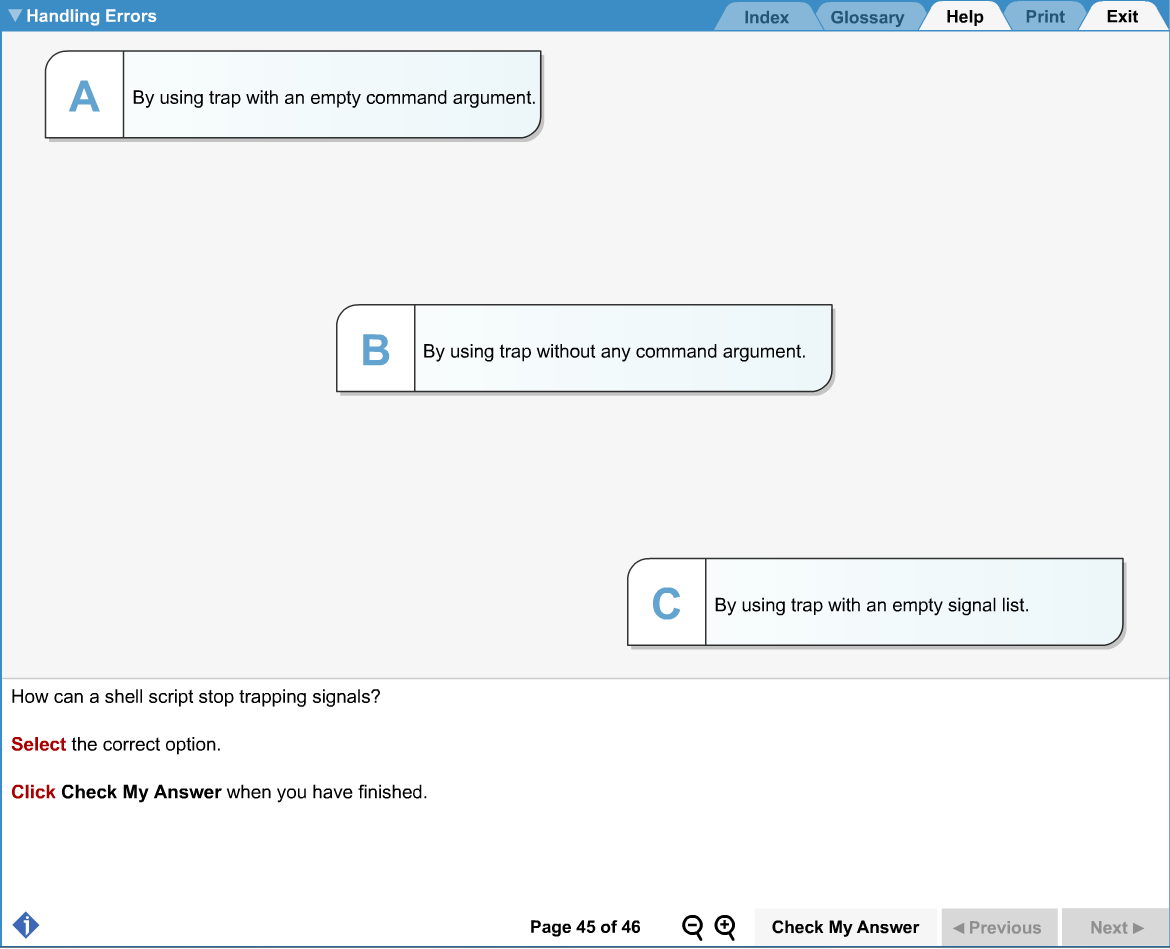 Handling Errors
Index Glossary Help Print Exit
A By using trap with an empty command argument.
B By using trap without any command argument.
C By using trap with an empty signal list.
How can a shell script stop trapping signals?
Select the correct option.
Click Check My Answer when you have finished.
i Page 45 of 46 Check My Answer Previous Next